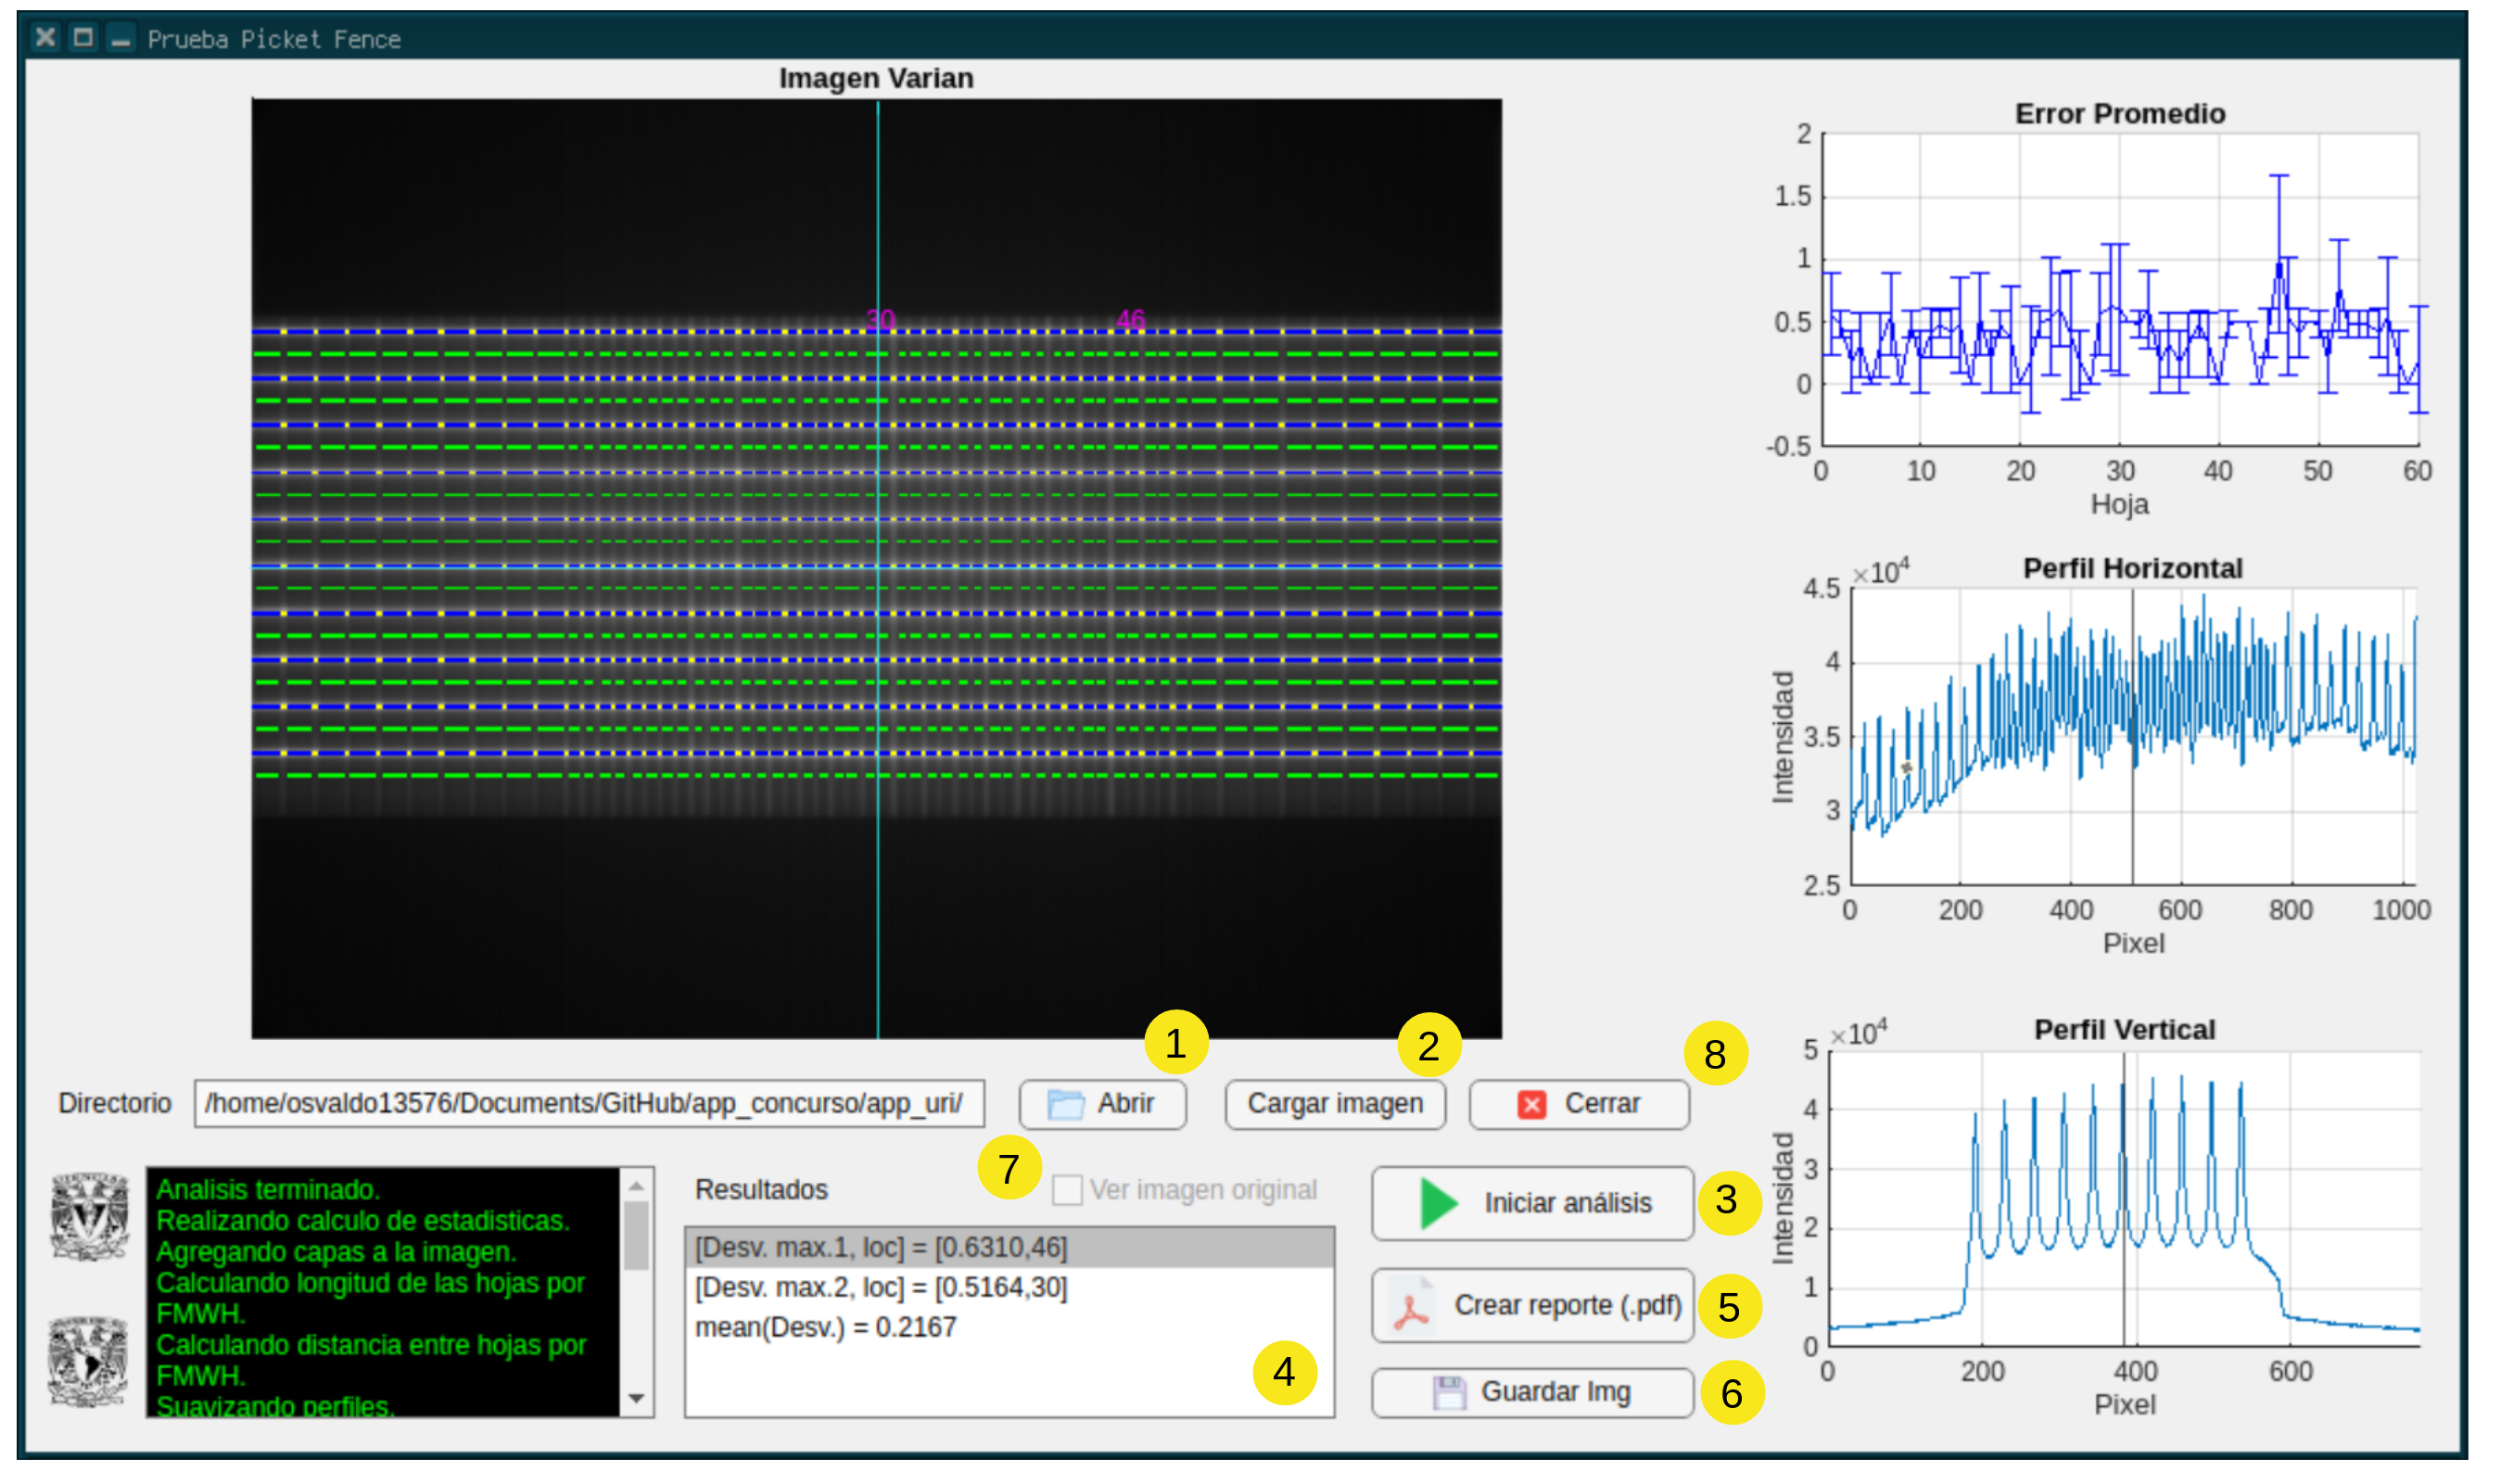 Prueba Picket Fence
Imagen Varian
30
46
Error Promedio
2
1.5
1
0.5
0
-0.5
0 10 20 30 40 50 60
Hoja
Perfil Horizontal
×10⁴
4.5
4
3.5
3
2.5
Intensidad
0 200 400 600 800 1000
Pixel
Perfil Vertical
×10⁴
5
4
3
2
1
0
Intensidad
0 200 400 600
Pixel
1
2
8
Directorio /home/osvaldo13576/Documents/GitHub/app_concurso/app_uri/ Abrir Cargar imagen Cerrar
7
Analisis terminado.
Realizando calculo de estadisticas.
Agregando capas a la imagen.
Calculando longitud de las hojas por
FMWH.
Calculando distancia entre hojas por
FMWH.
Suavizando perfiles.
Resultados
Ver imagen original
[Desv. max.1, loc] = [0.6310,46]
[Desv. max.2, loc] = [0.5164,30]
mean(Desv.) = 0.2167
4
Iniciar análisis
3
Crear reporte (.pdf)
5
Guardar Img
6